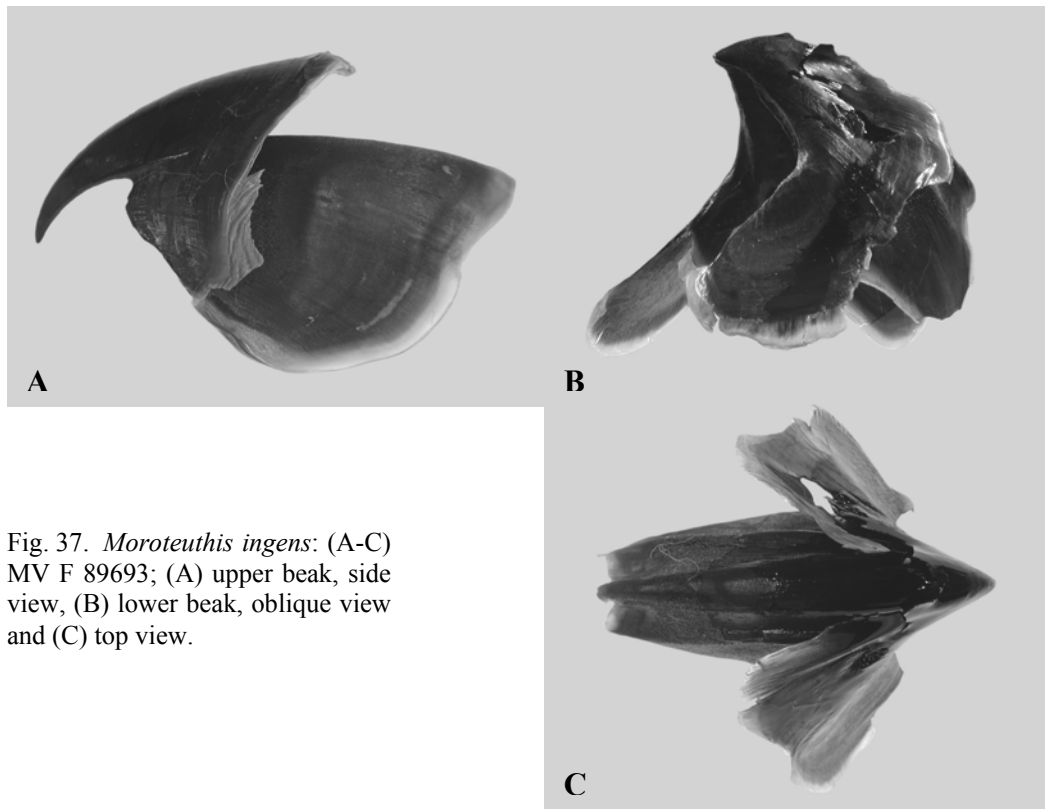 A
B
Fig. 37. Moroteuthis ingens: (A-C)
MV F 89693; (A) upper beak, side
view, (B) lower beak, oblique view
and (C) top view.
C